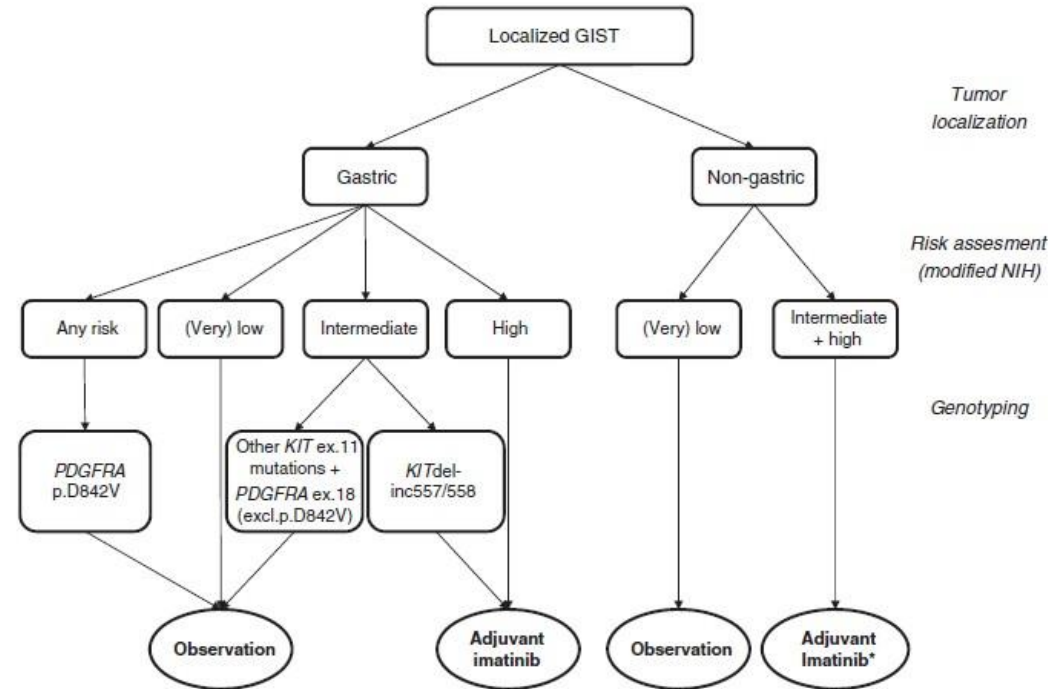 Localized GIST
Tumor
localization
Gastric
Non-gastric
Risk assesment
(modified NIH)
Any risk
(Very) low
Intermediate
High
(Very) low
Intermediate
+ high
Genotyping
PDGFRA
p.D842V
Other KIT ex.11
mutations +
PDGFRA ex.18
(excl.p.D842V)
KITdel-
inc557/558
Observation
Adjuvant
imatinib
Observation
Adjuvant
Imatinib*